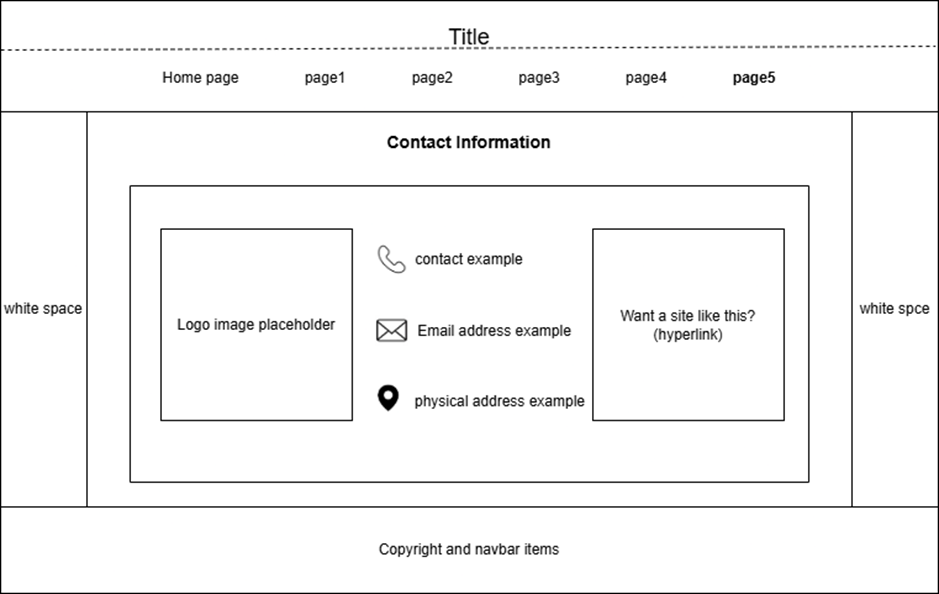 Title
Home page page1 page2 page3 page4 page5
Contact Information
white space
Logo image placeholder
contact example
Email address example
physical address example
Want a site like this?
(hyperlink)
white spce
Copyright and navbar items